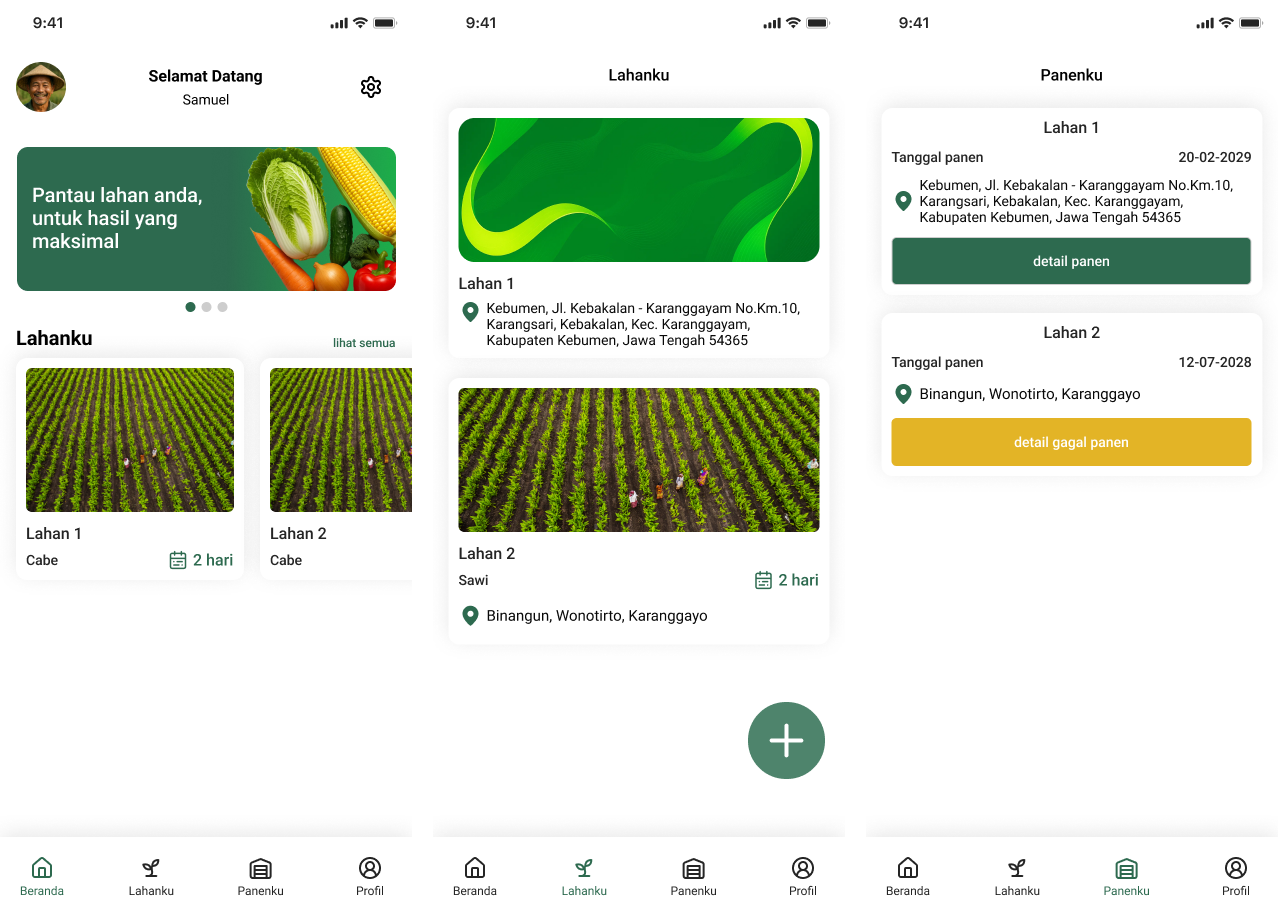 9:41
Selamat Datang
Samuel
Pantau lahan anda,
untuk hasil yang
maksimal
Lahanku
lihat semua
Lahan 1
Cabe
2 hari
Lahan 2
Cabe
Beranda
Lahanku
Panenku
Profil
9:41
Lahanku
Lahan 1
Kebumen, Jl. Kebakalan - Karanggayam No.Km.10,
Karangsari, Kebakalan, Kec. Karanggayam,
Kabupaten Kebumen, Jawa Tengah 54365
Lahan 2
Sawi
2 hari
Binangun, Wonotirto, Karanggayo
Beranda
Lahanku
Panenku
Profil
9:41
Panenku
Lahan 1
Tanggal panen
20-02-2029
Kebumen, Jl. Kebakalan - Karanggayam No.Km.10,
Karangsari, Kebakalan, Kec. Karanggayam,
Kabupaten Kebumen, Jawa Tengah 54365
detail panen
Lahan 2
Tanggal panen
12-07-2028
Binangun, Wonotirto, Karanggayo
detail gagal panen
Beranda
Lahanku
Panenku
Profil